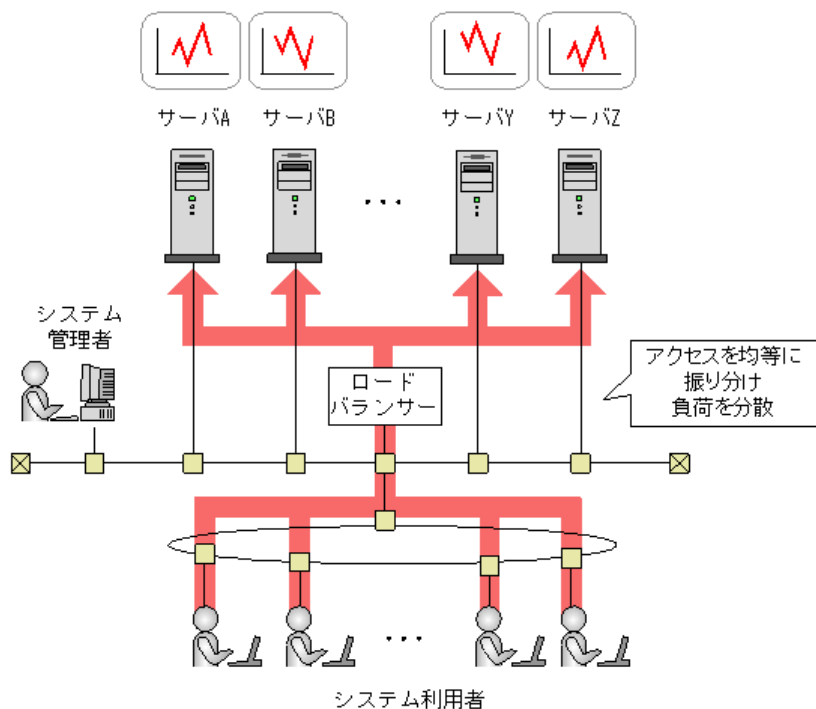 サーバA
サーバB
サーバY
サーバZ
...
システム
管理者
ロード
バランサー
アクセスを均等に
振り分け
負荷を分散
...
システム利用者